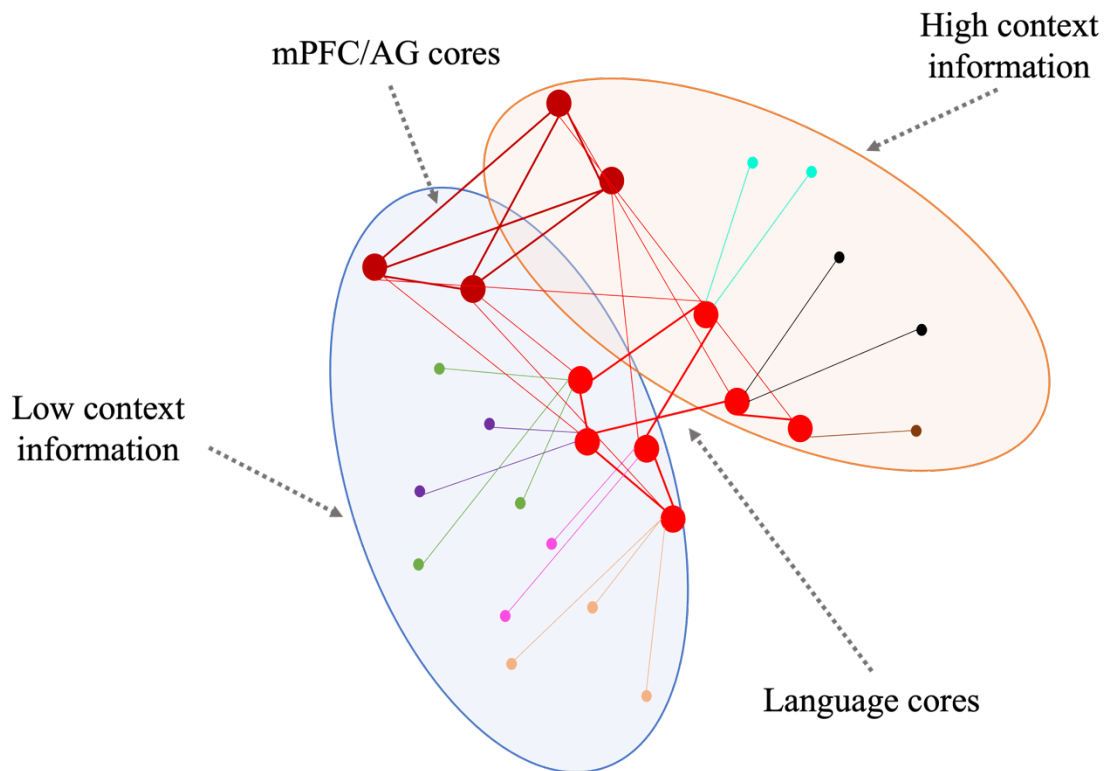 High context
information
mPFC/AG cores
Low context
information
Language cores